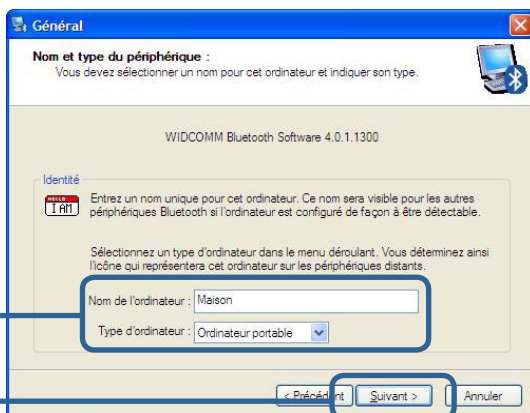 Général
Nom et type du périphérique :
Vous devez sélectionner un nom pour cet ordinateur et indiquer son type.
WIDCOMM Bluetooth Software 4.0.1.1300
Identité
HELLO
I AM
Entrez un nom unique pour cet ordinateur. Ce nom sera visible pour les autres
périphériques Bluetooth si l'ordinateur est configuré de façon à être détectable.
Sélectionnez un type d'ordinateur dans le menu déroulant. Vous déterminez ainsi
l'icône qui représentera cet ordinateur sur les périphériques distants.
Nom de l'ordinateur : Maison
Type d'ordinateur : Ordinateur portable
< Précédent Suivant > Annuler